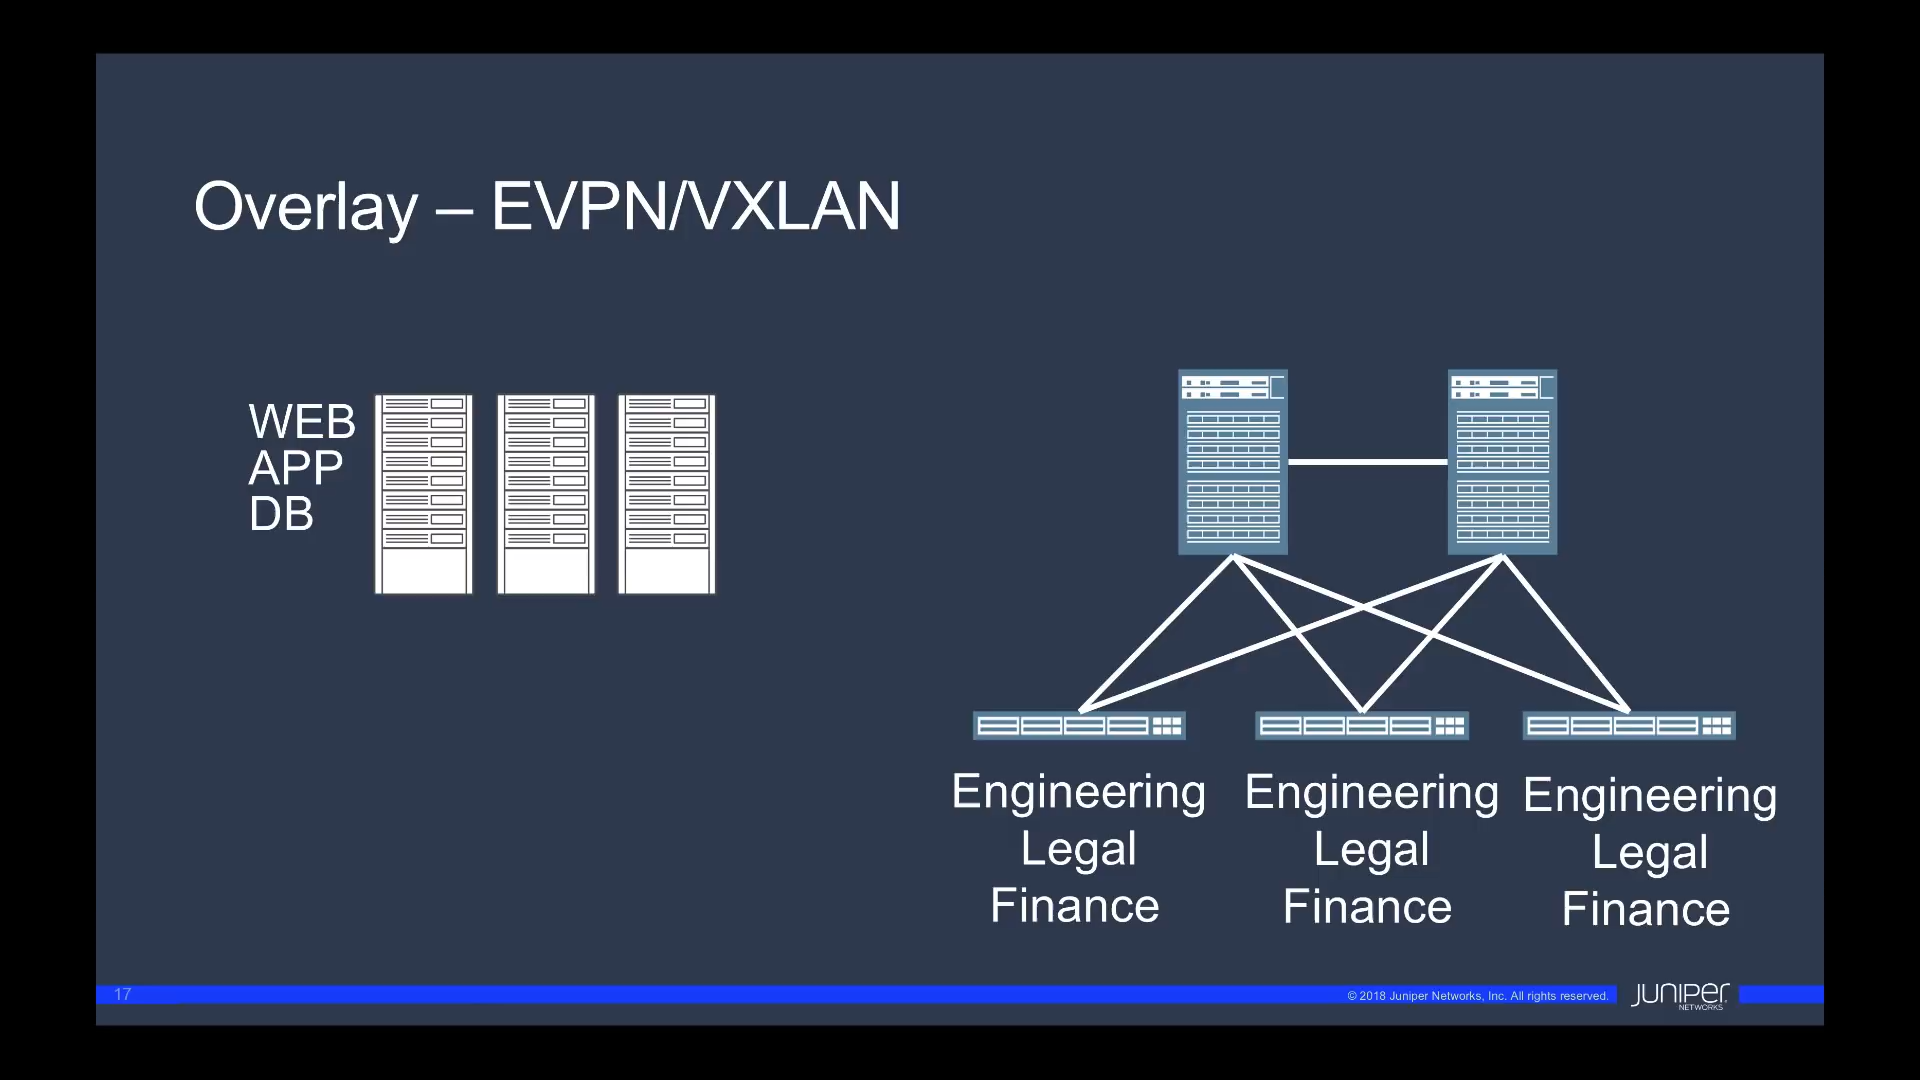 Overlay – EVPN/VXLAN
WEB
APP
DB
Engineering
Legal
Finance
Engineering
Legal
Finance
Engineering
Legal
Finance
17
© 2018 Juniper Networks, Inc. All rights reserved.
JUNIPER
NETWORKS